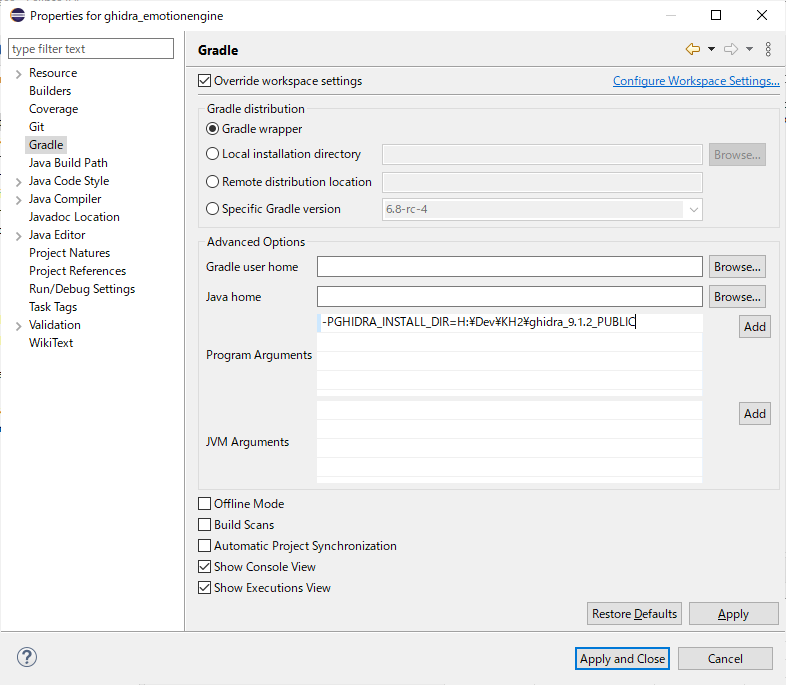 Properties for ghidra_emotionengine
type filter text
Resource
Builders
Coverage
Git
Gradle
Java Build Path
Java Code Style
Java Compiler
Javadoc Location
Java Editor
Project Natures
Project References
Run/Debug Settings
Task Tags
Validation
WikiText
Gradle
Override workspace settings
Configure Workspace Settings...
Gradle distribution
Gradle wrapper
Local installation directory
Browse...
Remote distribution location
Specific Gradle version
6.8-rc-4
Advanced Options
Gradle user home
Browse...
Java home
Browse...
-PGHIDRA_INSTALL_DIR=H:¥Dev¥KH2¥ghidra_9.1.2_PUBLIC
Add
Program Arguments
Add
JVM Arguments
Offline Mode
Build Scans
Automatic Project Synchronization
Show Console View
Show Executions View
Restore Defaults
Apply
?
Apply and Close
Cancel